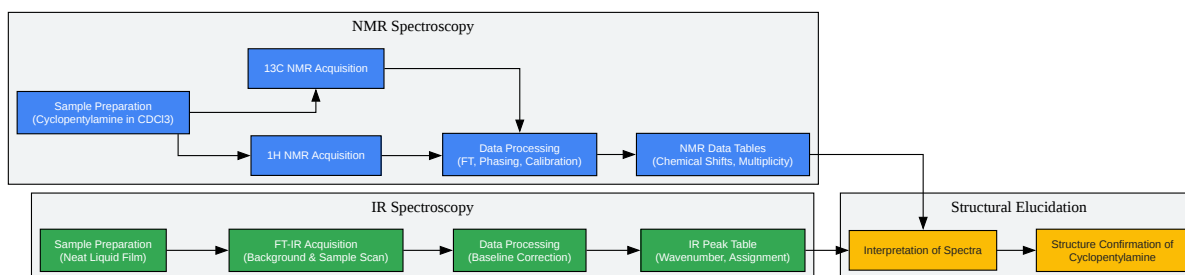 NMR Spectroscopy
13C NMR Acquisition
Sample Preparation
(Cyclopentylamine in CDCl3)
1H NMR Acquisition
Data Processing
(FT, Phasing, Calibration)
NMR Data Tables
(Chemical Shifts, Multiplicity)
IR Spectroscopy
Sample Preparation
(Neat Liquid Film)
FT-IR Acquisition
(Background & Sample Scan)
Data Processing
(Baseline Correction)
IR Peak Table
(Wavenumber, Assignment)
Structural Elucidation
Interpretation of Spectra
Structure Confirmation of
Cyclopentylamine